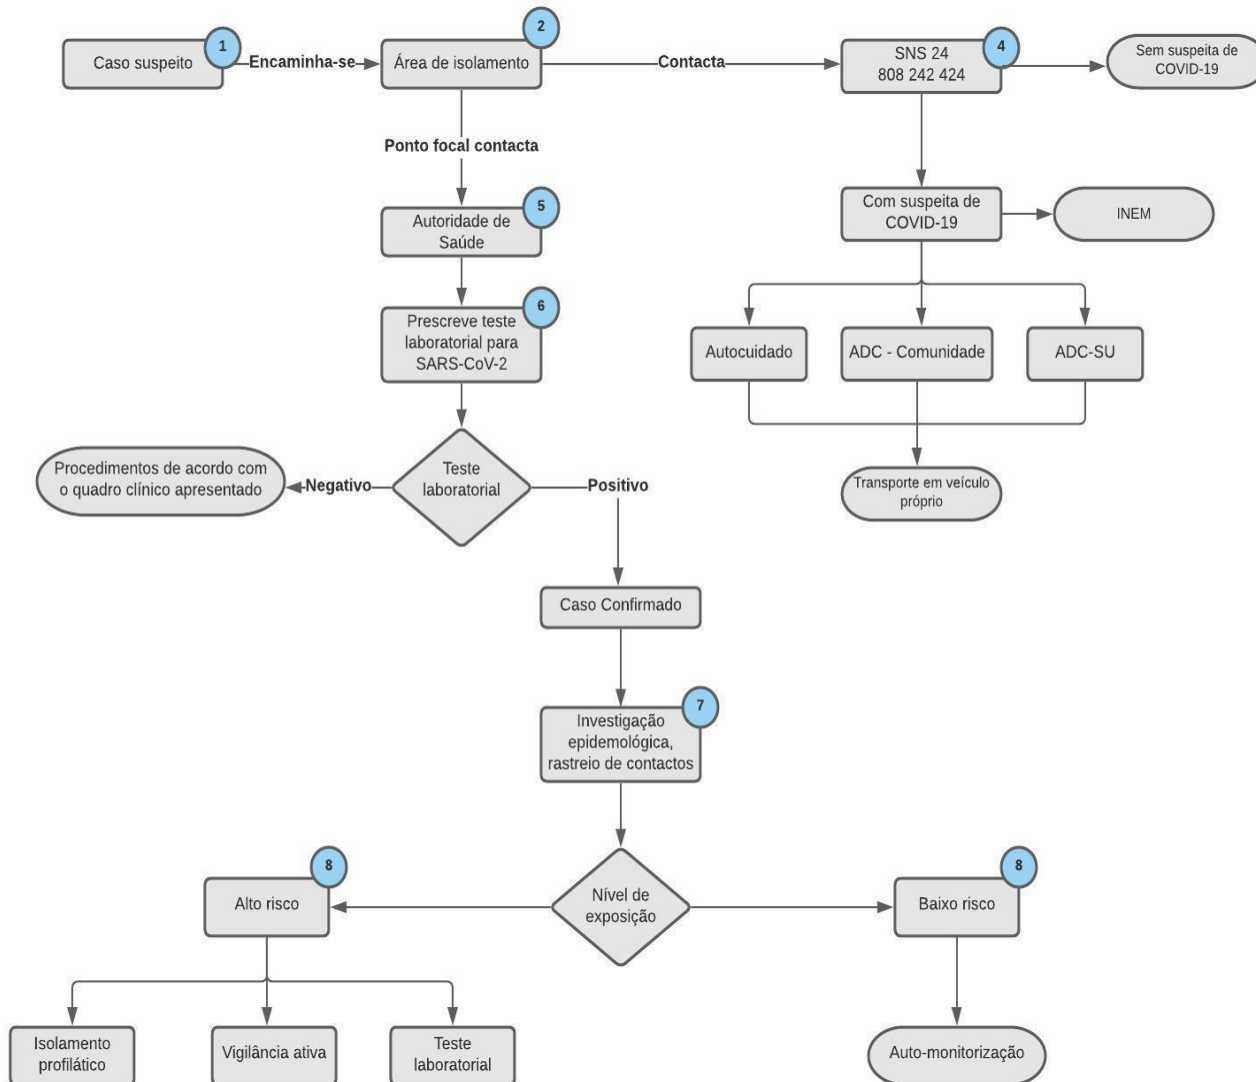 1
Caso suspeito
Encaminha-se
2
Área de isolamento
Contacta
4
SNS 24
808 242 424
Sem suspeita de
COVID-19
Ponto focal contacta
5
Autoridade de
Saúde
Com suspeita de
COVID-19
INEM
6
Prescreve teste
laboratorial para
SARS-CoV-2
Autocuidado
ADC - Comunidade
ADC-SU
Procedimentos de acordo com
o quadro clínico apresentado
Negativo
Teste
laboratorial
Positivo
Transporte em veículo
próprio
Caso Confirmado
7
Investigação
epidemológica,
rastreio de contactos
8
Alto risco
Nível de
exposição
8
Baixo risco
Isolamento
profilático
Vigilância ativa
Teste
laboratorial
Auto-monitorização